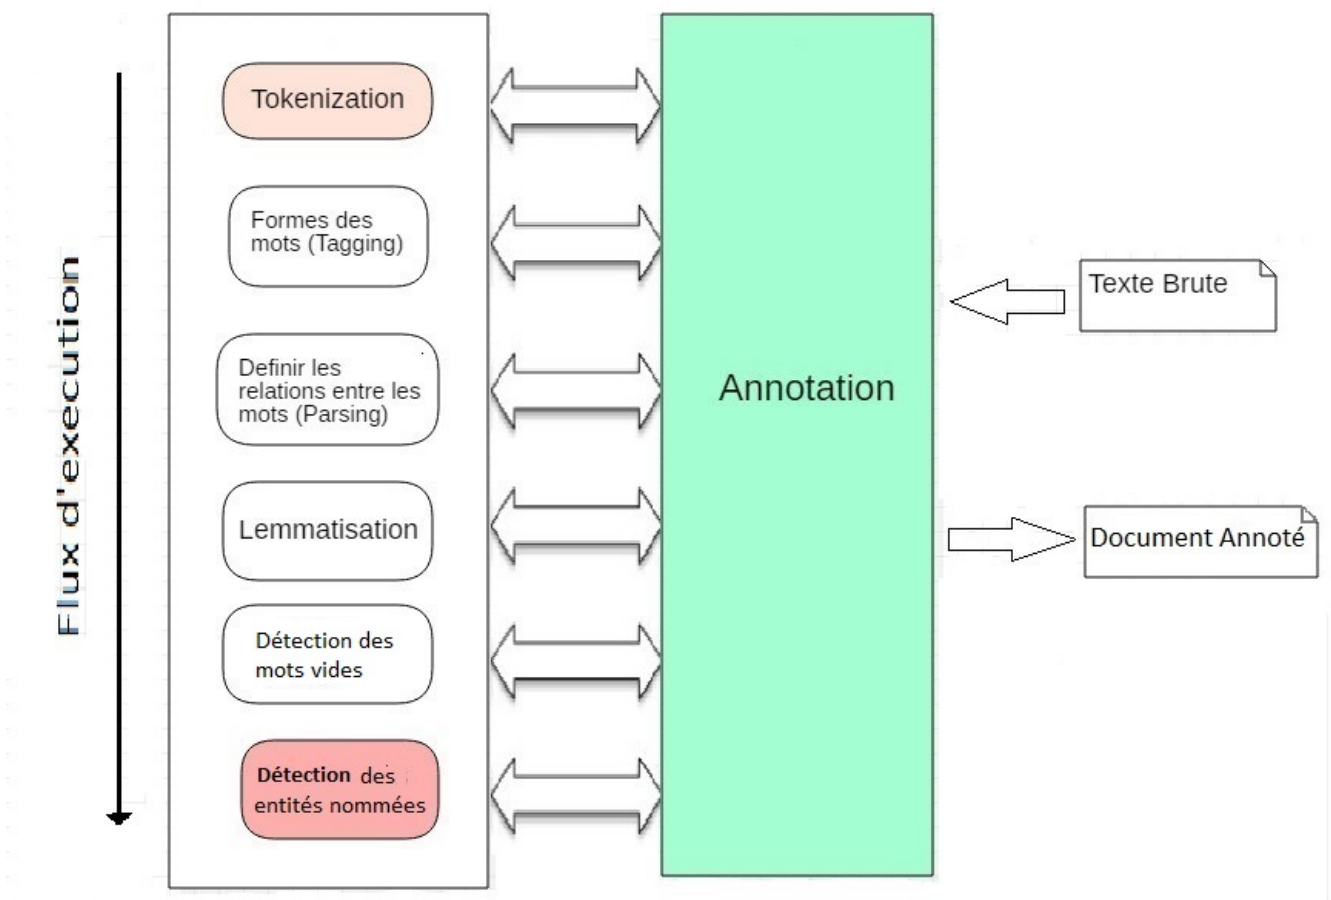 Flux d'execution
Tokenization
Formes des
mots (Tagging)
Definir les
relations entre les
mots (Parsing)
Lemmatisation
Détection des
mots vides
Détection des
entités nommées
Annotation
Texte Brute
Document Annoté